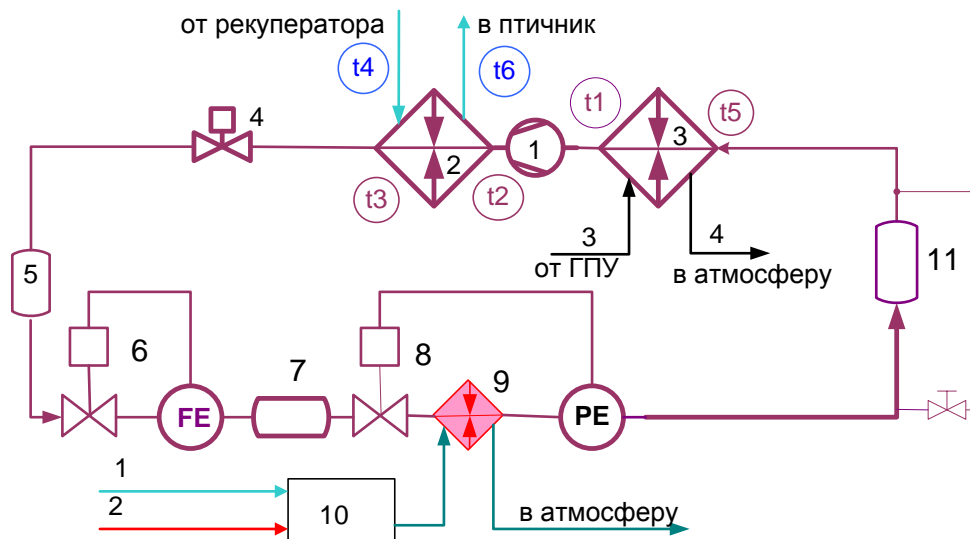 от рекуператора
в птичник
t4
t6
t1
t5
4
1
3
2
t3
t2
3
4
от ГПУ
в атмосферу
5
11
6
8
7
9
FE
PE
1
2
10
в атмосферу